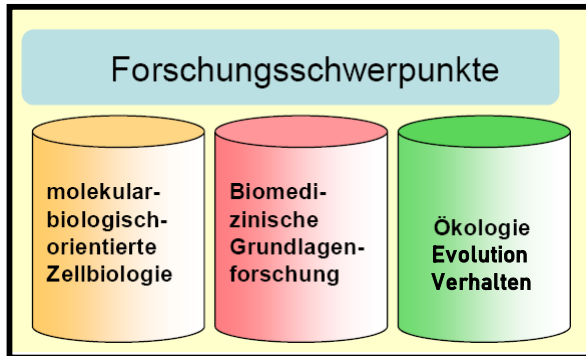 Forschungsschwerpunkte
molekular-
biologisch-
orientierte
Zellbiologie
Biomedi-
zinische
Grundlagen-
forschung
Ökologie
Evolution
Verhalten